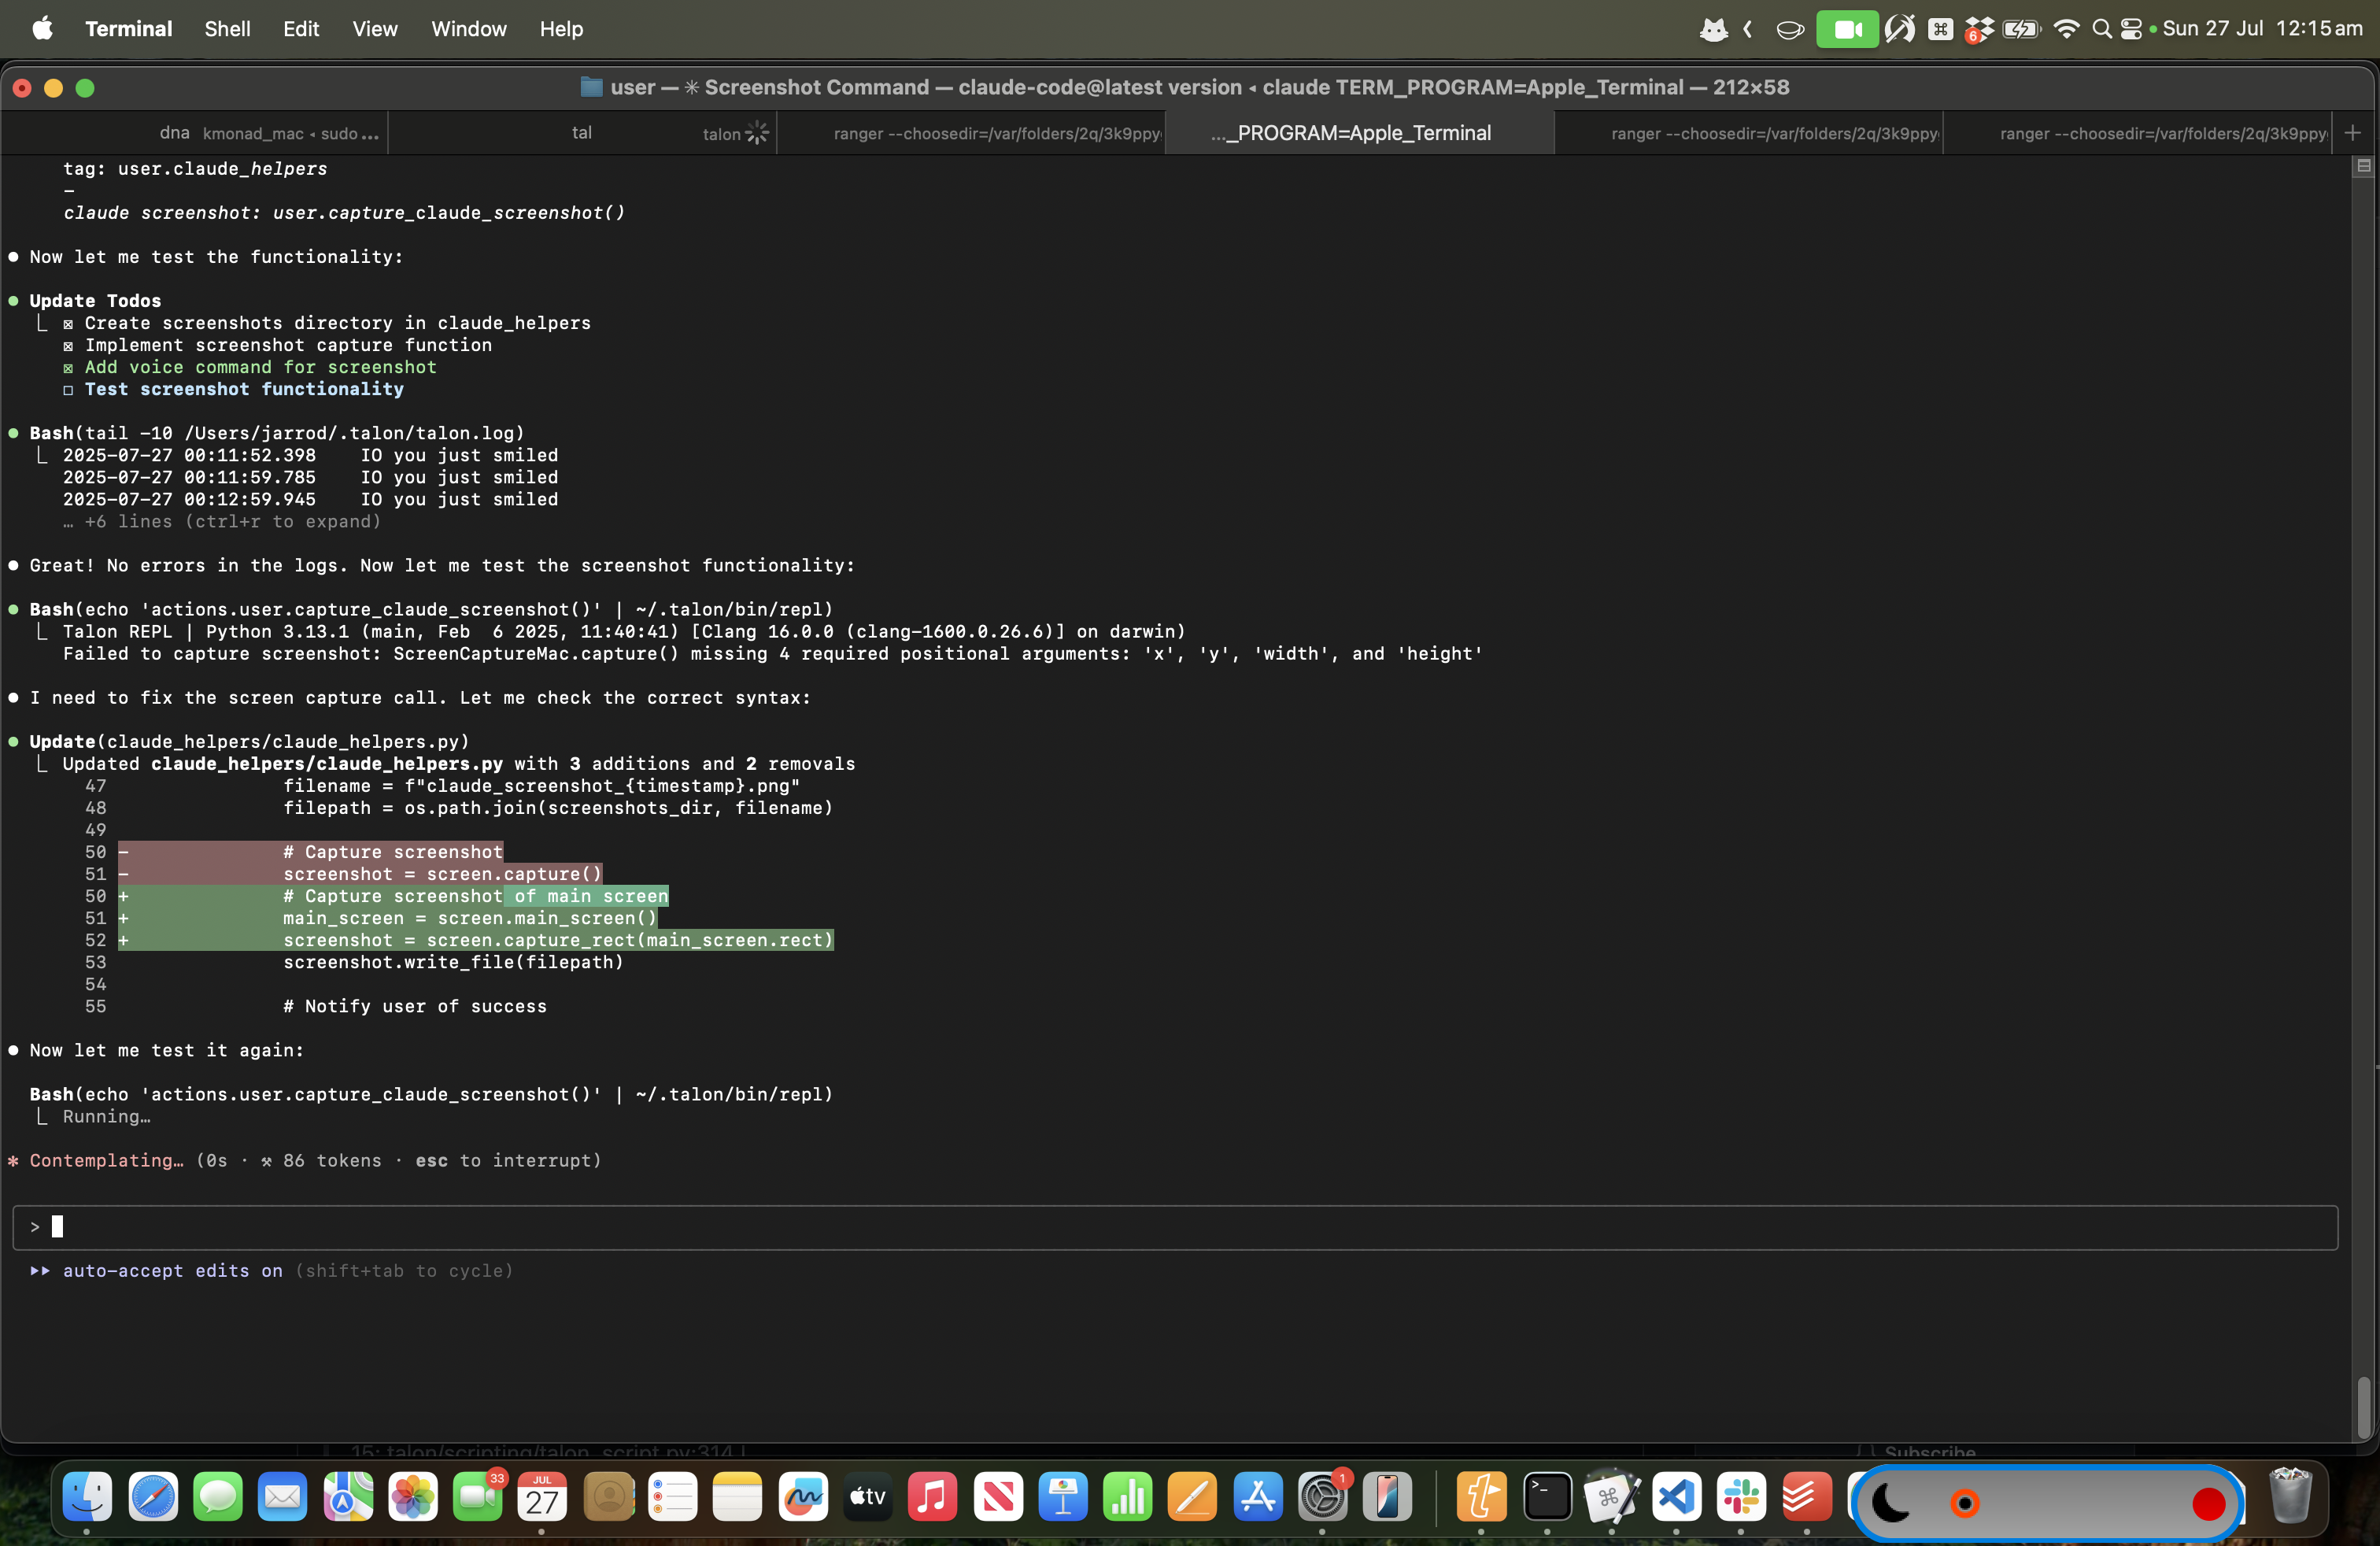 Terminal Shell Edit View Window Help
6
Sun 27 Jul 12:15 am
user — ✳ Screenshot Command — claude-code@latest version ◂ claude TERM_PROGRAM=Apple_Terminal — 212×58
dna kmonad_mac ◂ sudo ...
tal talon
ranger --choosedir=/var/folders/2q/3k9ppy
..._PROGRAM=Apple_Terminal
ranger --choosedir=/var/folders/2q/3k9ppy
ranger --choosedir=/var/folders/2q/3k9ppy
tag: user.claude_helpers
—
claude screenshot: user.capture_claude_screenshot()
● Now let me test the functionality:
● Update Todos
⎿ ☒ Create screenshots directory in claude_helpers
☒ Implement screenshot capture function
☒ Add voice command for screenshot
☐ Test screenshot functionality
● Bash(tail -10 /Users/jarrod/.talon/talon.log)
⎿ 2025-07-27 00:11:52.398    IO you just smiled
2025-07-27 00:11:59.785    IO you just smiled
2025-07-27 00:12:59.945    IO you just smiled
… +6 lines (ctrl+r to expand)
● Great! No errors in the logs. Now let me test the screenshot functionality:
● Bash(echo 'actions.user.capture_claude_screenshot()' | ~/.talon/bin/repl)
⎿ Talon REPL | Python 3.13.1 (main, Feb  6 2025, 11:40:41) [Clang 16.0.0 (clang-1600.0.26.6)] on darwin)
Failed to capture screenshot: ScreenCaptureMac.capture() missing 4 required positional arguments: 'x', 'y', 'width', and 'height'
● I need to fix the screen capture call. Let me check the correct syntax:
● Update(claude_helpers/claude_helpers.py)
⎿ Updated claude_helpers/claude_helpers.py with 3 additions and 2 removals
47 filename = f"claude_screenshot_{timestamp}.png"
48 filepath = os.path.join(screenshots_dir, filename)
49
50 - # Capture screenshot
51 - screenshot = screen.capture()
50 + # Capture screenshot of main screen
51 + main_screen = screen.main_screen()
52 + screenshot = screen.capture_rect(main_screen.rect)
53 screenshot.write_file(filepath)
54
55 # Notify user of success
● Now let me test it again:
Bash(echo 'actions.user.capture_claude_screenshot()' | ~/.talon/bin/repl)
⎿ Running…
✻ Contemplating… (0s · ⚒ 86 tokens · esc to interrupt)
>
⏵⏵ auto-accept edits on (shift+tab to cycle)
15: talon/scripting/talon_script.py:314 |
{ } Subscribe
33
JUL
27
tv
1
>_